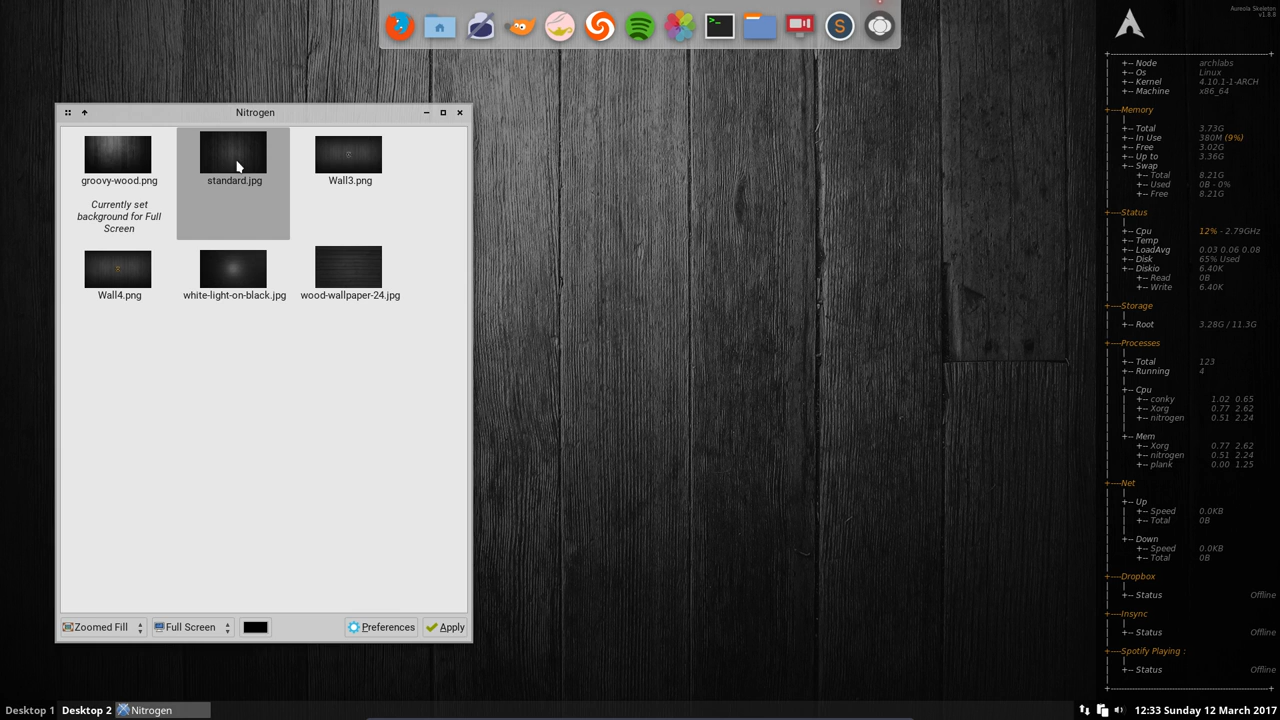 Aureola Skeleton
v1.8.8
Nitrogen
groovy-wood.png
standard.jpg
Wall3.png
Currently set
background for Full
Screen
Wall4.png
white-light-on-black.jpg
wood-wallpaper-24.jpg
Zoomed Fill
Full Screen
Preferences
Apply
Node archlabs
Os Linux
Kernel 4.10.1-1-ARCH
Machine x86_64
Memory
Total 3.73G
In Use 380M (9%)
Free 3.02G
Up to 3.36G
Swap
Total 8.21G
Used 0B - 0%
Free 8.21G
Status
Cpu 12% - 2.79GHz
Temp
LoadAvg 0.03 0.06 0.08
Disk 65% Used
Diskio 6.40K
Read 0B
Write 6.40K
Storage
Root 3.28G / 11.3G
Processes
Total 123
Running 4
Cpu
conky 1.02 0.65
Xorg 0.77 2.62
nitrogen 0.51 2.24
Mem
Xorg 0.77 2.62
nitrogen 0.51 2.24
plank 0.00 1.25
Net
Up
Speed 0.0KB
Total 0B
Down
Speed 0.0KB
Total 0B
Dropbox
Status Offline
Insync
Status Offline
Spotify Playing :
Status Offline
Desktop 1 Desktop 2 Nitrogen
12:33 Sunday 12 March 2017